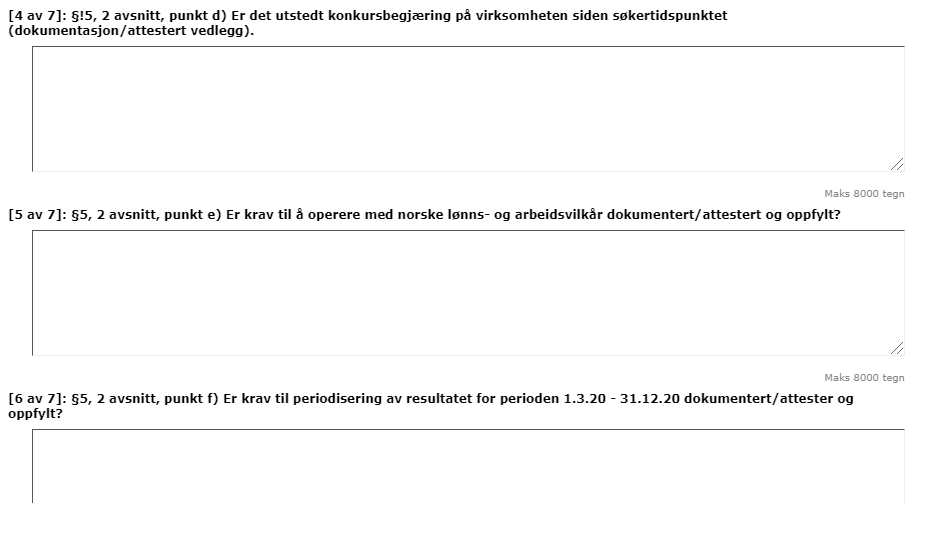 [4 av 7]: §!5, 2 avsnitt, punkt d) Er det utstedt konkursbegjæring på virksomheten siden søkertidspunktet
(dokumentasjon/attestert vedlegg).
Maks 8000 tegn
[5 av 7]: §5, 2 avsnitt, punkt e) Er krav til å operere med norske lønns- og arbeidsvilkår dokumentert/attestert og oppfylt?
Maks 8000 tegn
[6 av 7]: §5, 2 avsnitt, punkt f) Er krav til periodisering av resultatet for perioden 1.3.20 - 31.12.20 dokumentert/attester og
oppfylt?